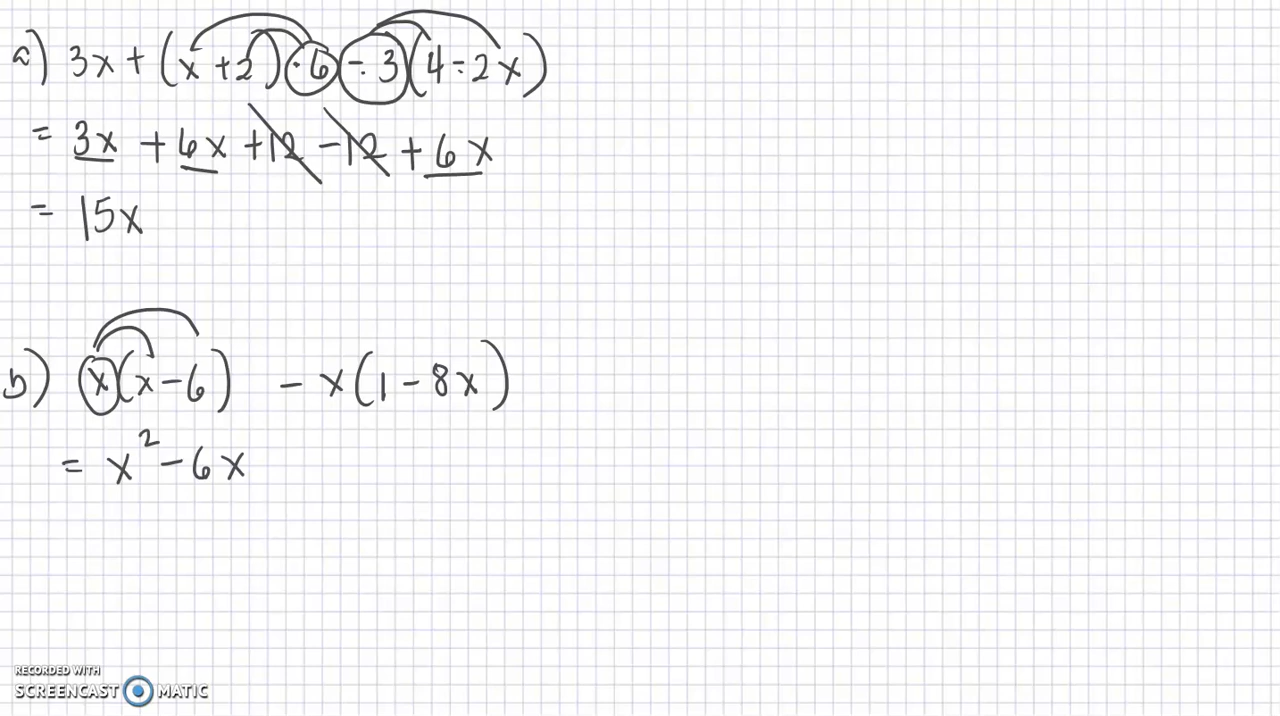 a) 3x + (x + 2) · 6 - 3(4 - 2x)
= 3x + 6x + 12 - 12 + 6x
= 15x
b) x(x - 6) - x(1 - 8x)
= x² - 6x
RECORDED WITH
SCREENCAST MATIC